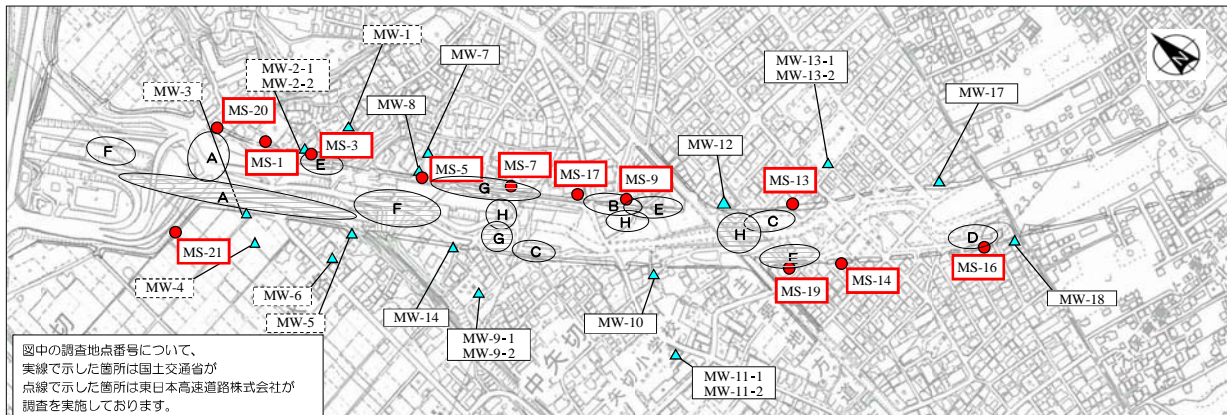 MW-1
MW-2-1
MW-2-2
MW-7
MW-13-1
MW-13-2
MW-3
MS-20
MW-8
MW-17
MS-3
MS-1
MS-5
MS-7
MS-17
MS-9
MW-12
MS-13
F
A
E
A
F
G
H
G
C
B
E
H
H
C
E
D
MS-21
MS-16
MW-4
MW-6
MW-5
MW-14
MW-9-1
MW-9-2
MW-10
MS-19
MS-14
MW-18
MW-11-1
MW-11-2
中矢切
図中の調査地点番号について、
実線で示した箇所は国土交通省が
点線で示した箇所は東日本高速道路株式会社が
調査を実施しております。